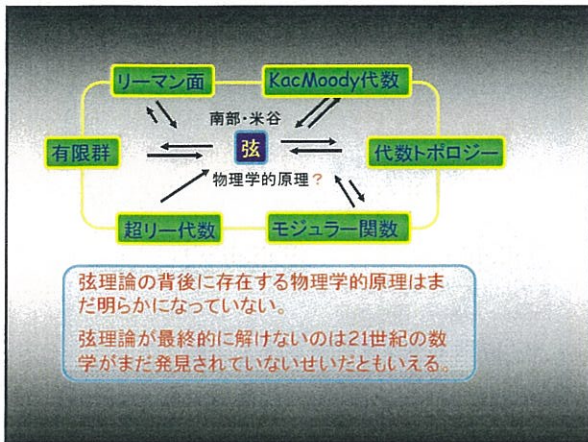 リーマン面
KacMoody代数
南部・米谷
有限群
弦
代数トポロジー
物理学的原理？
超リー代数
モジュラー関数
弦理論の背後に存在する物理学的原理はま
だ明らかになっていない。
弦理論が最終的に解けないのは21世紀の数
学がまだ発見されていないせいだともいえる。